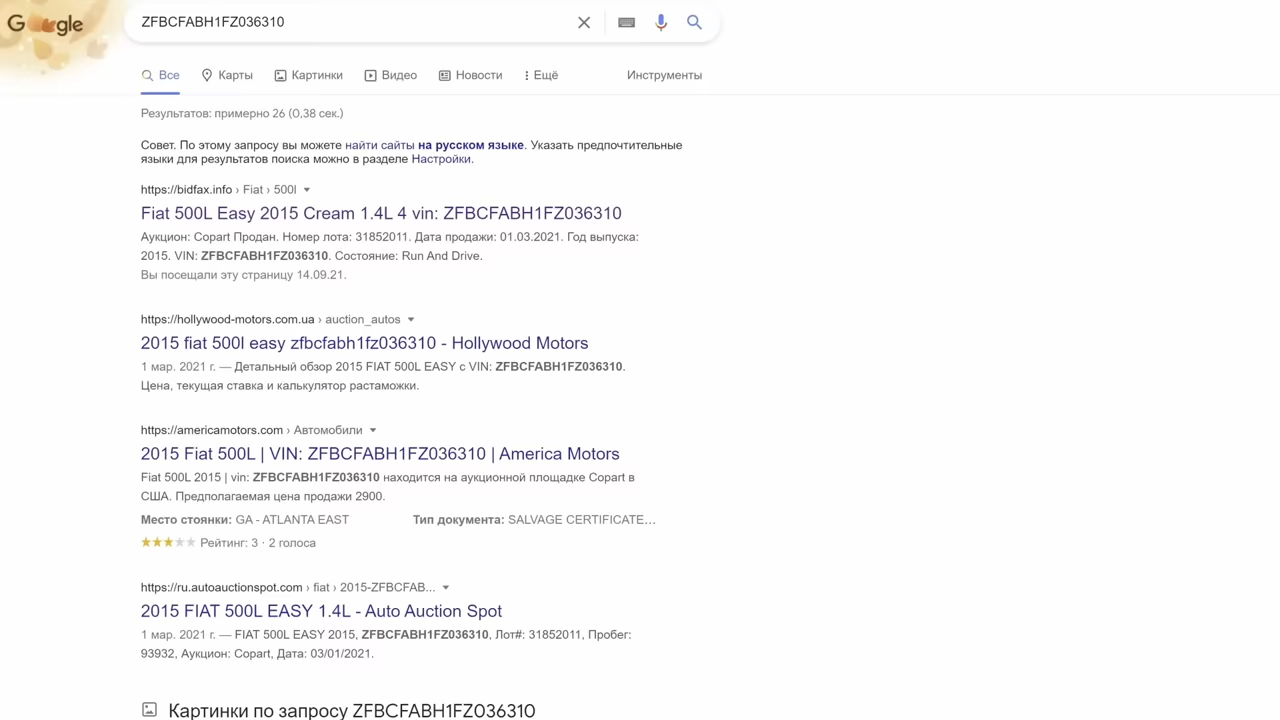 Google
ZFBCFABH1FZ036310
Все Карты Картинки Видео Новости Ещё Инструменты
Результатов: примерно 26 (0,38 сек.)
Совет. По этому запросу вы можете найти сайты на русском языке. Указать предпочтительные
языки для результатов поиска можно в разделе Настройки.
https://bidfax.info › Fiat › 500l
Fiat 500L Easy 2015 Cream 1.4L 4 vin: ZFBCFABH1FZ036310
Аукцион: Copart Продан. Номер лота: 31852011. Дата продажи: 01.03.2021. Год выпуска:
2015. VIN: ZFBCFABH1FZ036310. Состояние: Run And Drive.
Вы посещали эту страницу 14.09.21.
https://hollywood-motors.com.ua › auction_autos
2015 fiat 500l easy zfbcfabh1fz036310 - Hollywood Motors
1 мар. 2021 г. — Детальный обзор 2015 FIAT 500L EASY с VIN: ZFBCFABH1FZ036310.
Цена, текущая ставка и калькулятор растаможки.
https://americamotors.com › Автомобили
2015 Fiat 500L | VIN: ZFBCFABH1FZ036310 | America Motors
Fiat 500L 2015 | vin: ZFBCFABH1FZ036310 находится на аукционной площадке Copart в
США. Предполагаемая цена продажи 2900.
Место стоянки: GA - ATLANTA EAST Тип документа: SALVAGE CERTIFICATE…
Рейтинг: 3 · 2 голоса
https://ru.autoauctionspot.com › fiat › 2015-ZFBCFAB...
2015 FIAT 500L EASY 1.4L - Auto Auction Spot
1 мар. 2021 г. — FIAT 500L EASY 2015, ZFBCFABH1FZ036310, Лот#: 31852011, Пробег:
93932, Аукцион: Copart, Дата: 03/01/2021.
Картинки по запросу ZFBCFABH1FZ036310